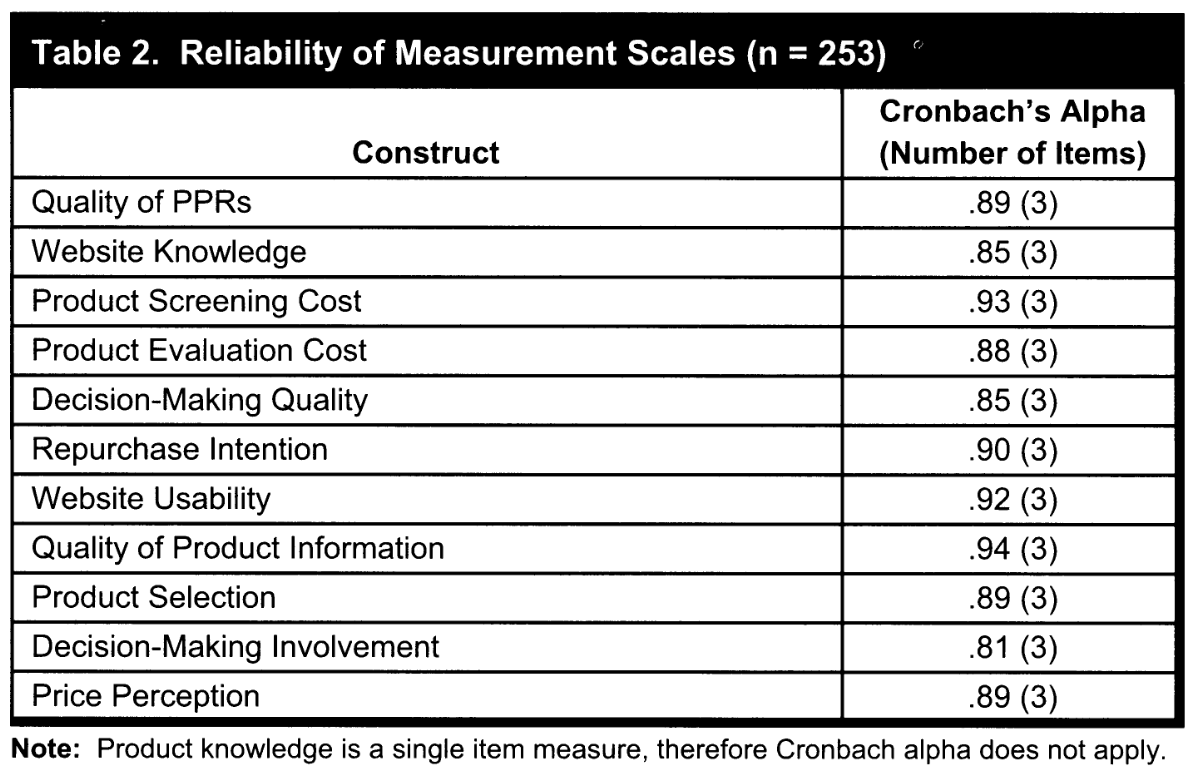 Table 2. Reliability of Measurement Scales (n = 253)
Construct Cronbach's Alpha (Number of Items)
Quality of PPRs .89 (3)
Website Knowledge .85 (3)
Product Screening Cost .93 (3)
Product Evaluation Cost .88 (3)
Decision-Making Quality .85 (3)
Repurchase Intention .90 (3)
Website Usability .92 (3)
Quality of Product Information .94 (3)
Product Selection .89 (3)
Decision-Making Involvement .81 (3)
Price Perception .89 (3)
Note: Product knowledge is a single item measure, therefore Cronbach alpha does not apply.